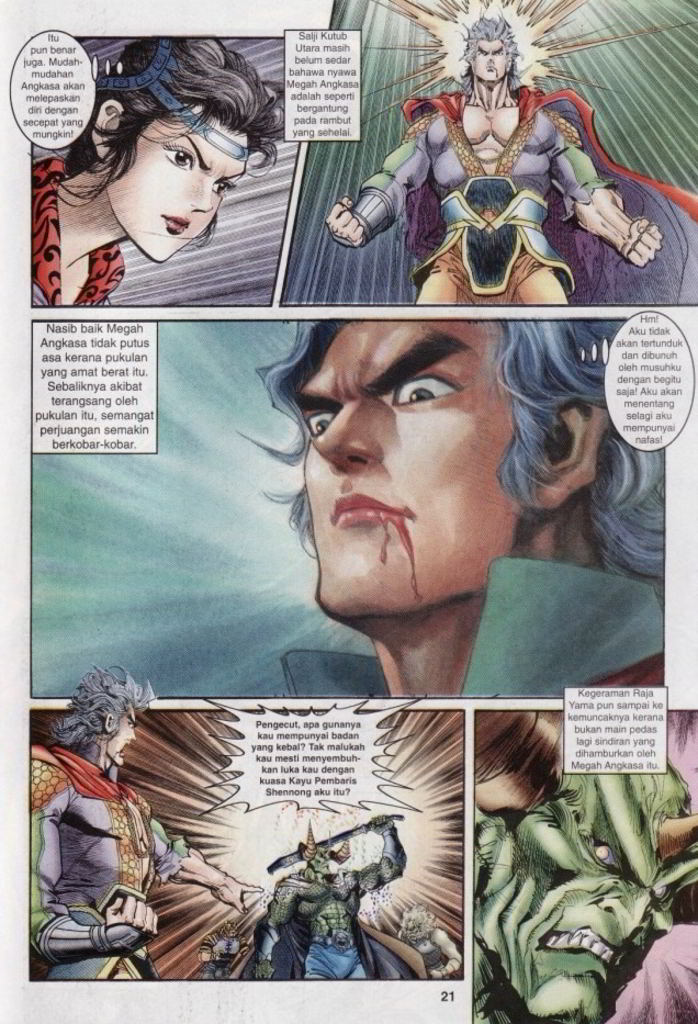 Itu
pun benar
juga. Mudah-
mudahan
Angkasa akan
melepaskan
diri dengan
secepat yang
mungkin!
Salji Kutub
Utara masih
belum sedar
bahawa nyawa
Megah Angkasa
adalah seperti
bergantung
pada rambut
yang sehelai.
Nasib baik Megah
Angkasa tidak putus
asa kerana pukulan
yang amat berat itu.
Sebaliknya akibat
terangsang oleh
pukulan itu, semangat
perjuangan semakin
berkobar-kobar.
Hm!
Aku tidak
akan tertunduk
dan dibunuh
oleh musuhku
dengan begitu
saja! Aku akan
menentang
selagi aku
mempunyai
nafas!
Pengecut, apa gunanya
kau mempunyai badan
yang kebal? Tak malukah
kau mesti menyembuh-
kan luka kau dengan
kuasa Kayu Pembaris
Shennong aku itu?
Kegeraman Raja
Yama pun sampai ke
kemuncaknya kerana
bukan main pedas
lagi sindiran yang
dihamburkan oleh
Megah Angkasa itu.
21